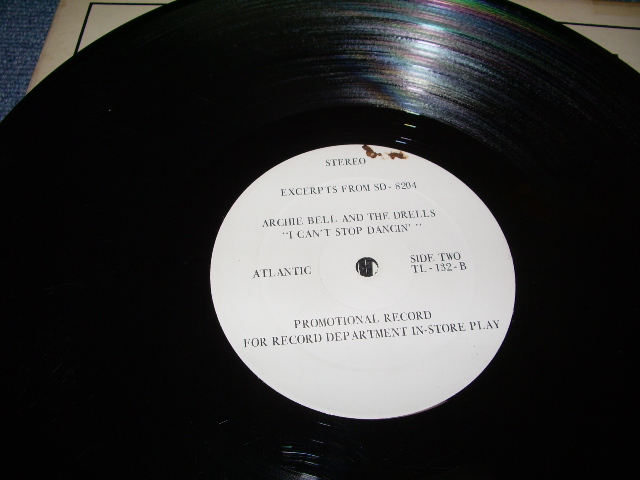 STEREO
EXCERPTS FROM SD - 8204
ARCHIE BELL AND THE DRELLS
"I CAN'T STOP DANCIN' "
ATLANTIC
SIDE TWO
TL - 132 - B
PROMOTIONAL RECORD
FOR RECORD DEPARTMENT IN-STORE PLAY